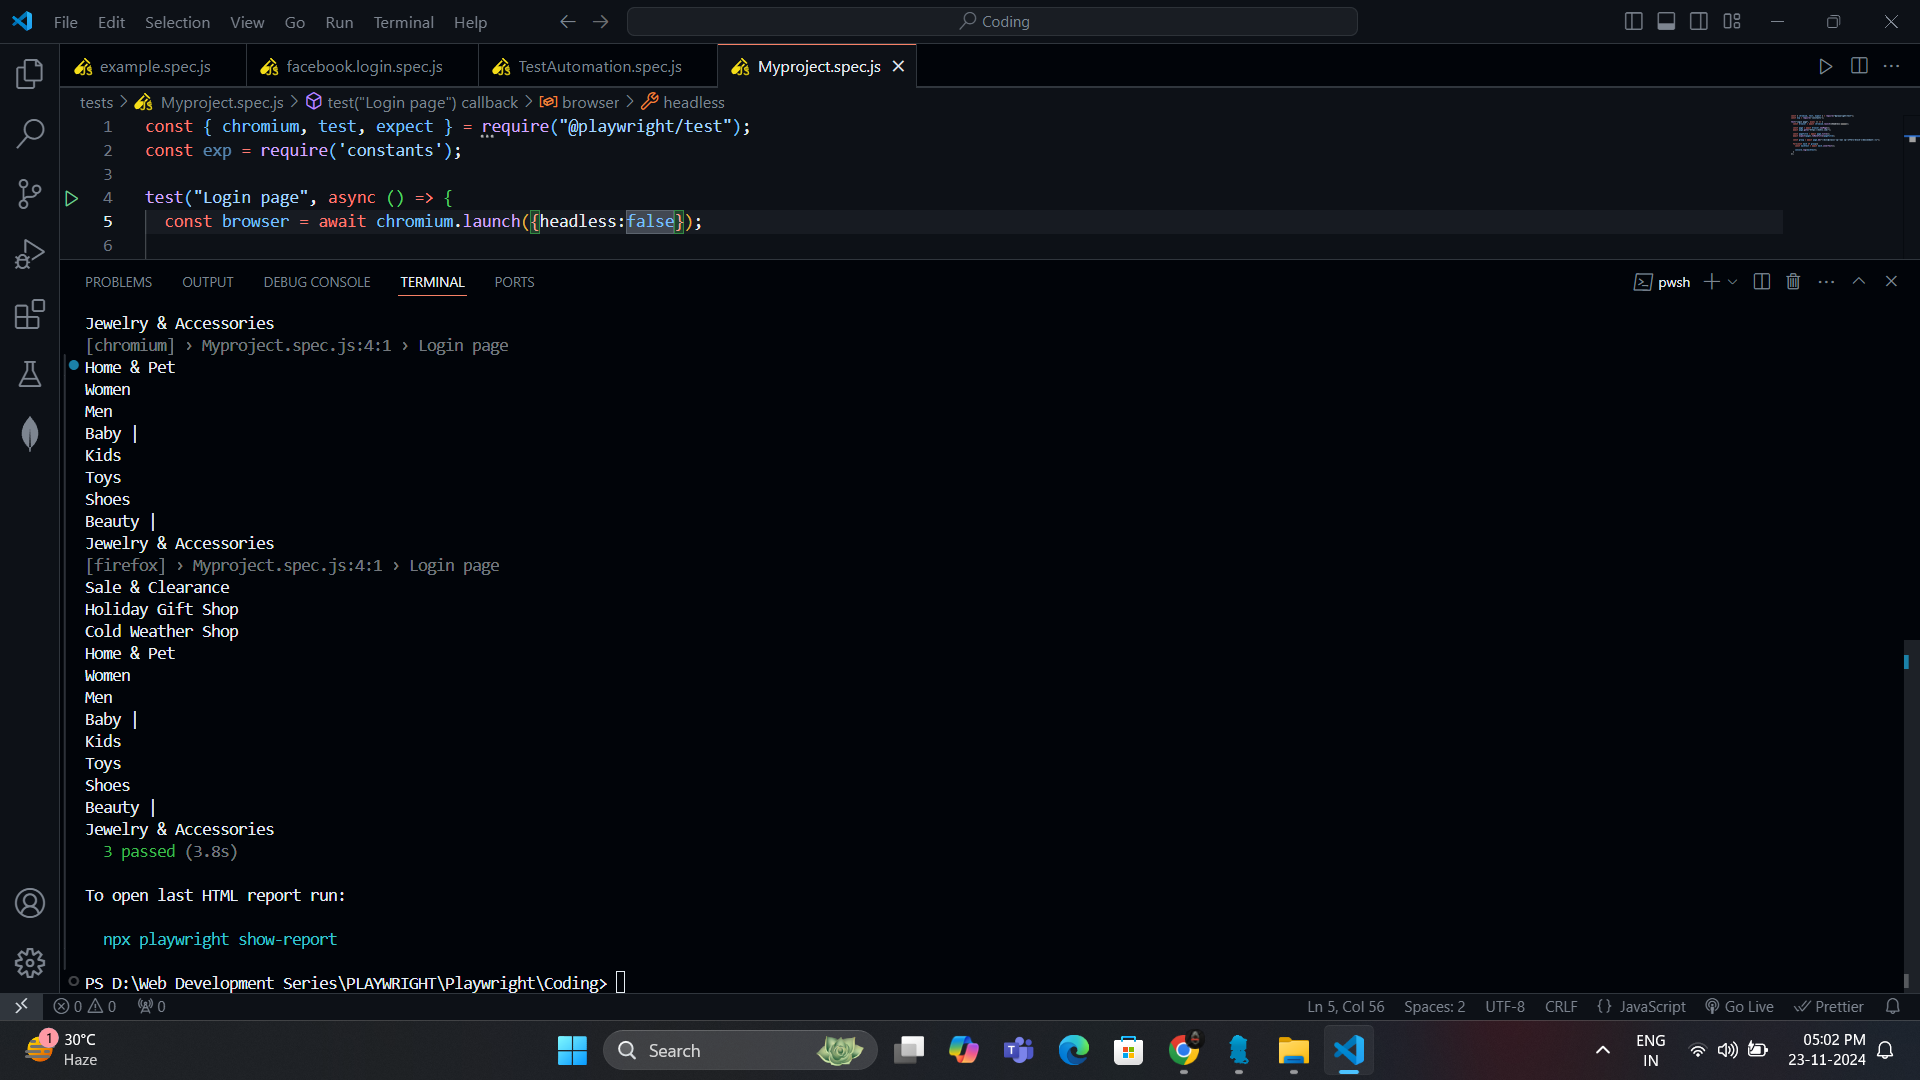 File Edit Selection View Go Run Terminal Help
Coding
example.spec.js facebook.login.spec.js TestAutomation.spec.js Myproject.spec.js
tests > Myproject.spec.js > test("Login page") callback > browser > headless
1 const { chromium, test, expect } = require("@playwright/test");
2 const exp = require('constants');
3
4 test("Login page", async () => {
5 const browser = await chromium.launch({headless:false});
6
PROBLEMS OUTPUT DEBUG CONSOLE TERMINAL PORTS
pwsh
Jewelry & Accessories
[chromium] › Myproject.spec.js:4:1 › Login page
Home & Pet
Women
Men
Baby |
Kids
Toys
Shoes
Beauty |
Jewelry & Accessories
[firefox] › Myproject.spec.js:4:1 › Login page
Sale & Clearance
Holiday Gift Shop
Cold Weather Shop
Home & Pet
Women
Men
Baby |
Kids
Toys
Shoes
Beauty |
Jewelry & Accessories
3 passed (3.8s)
To open last HTML report run:
npx playwright show-report
PS D:\Web Development Series\PLAYWRIGHT\Playwright\Coding>
0 0 0
Ln 5, Col 56 Spaces: 2 UTF-8 CRLF {} JavaScript Go Live Prettier
1
30°C
Haze
Search
ENG
IN
05:02 PM
23-11-2024